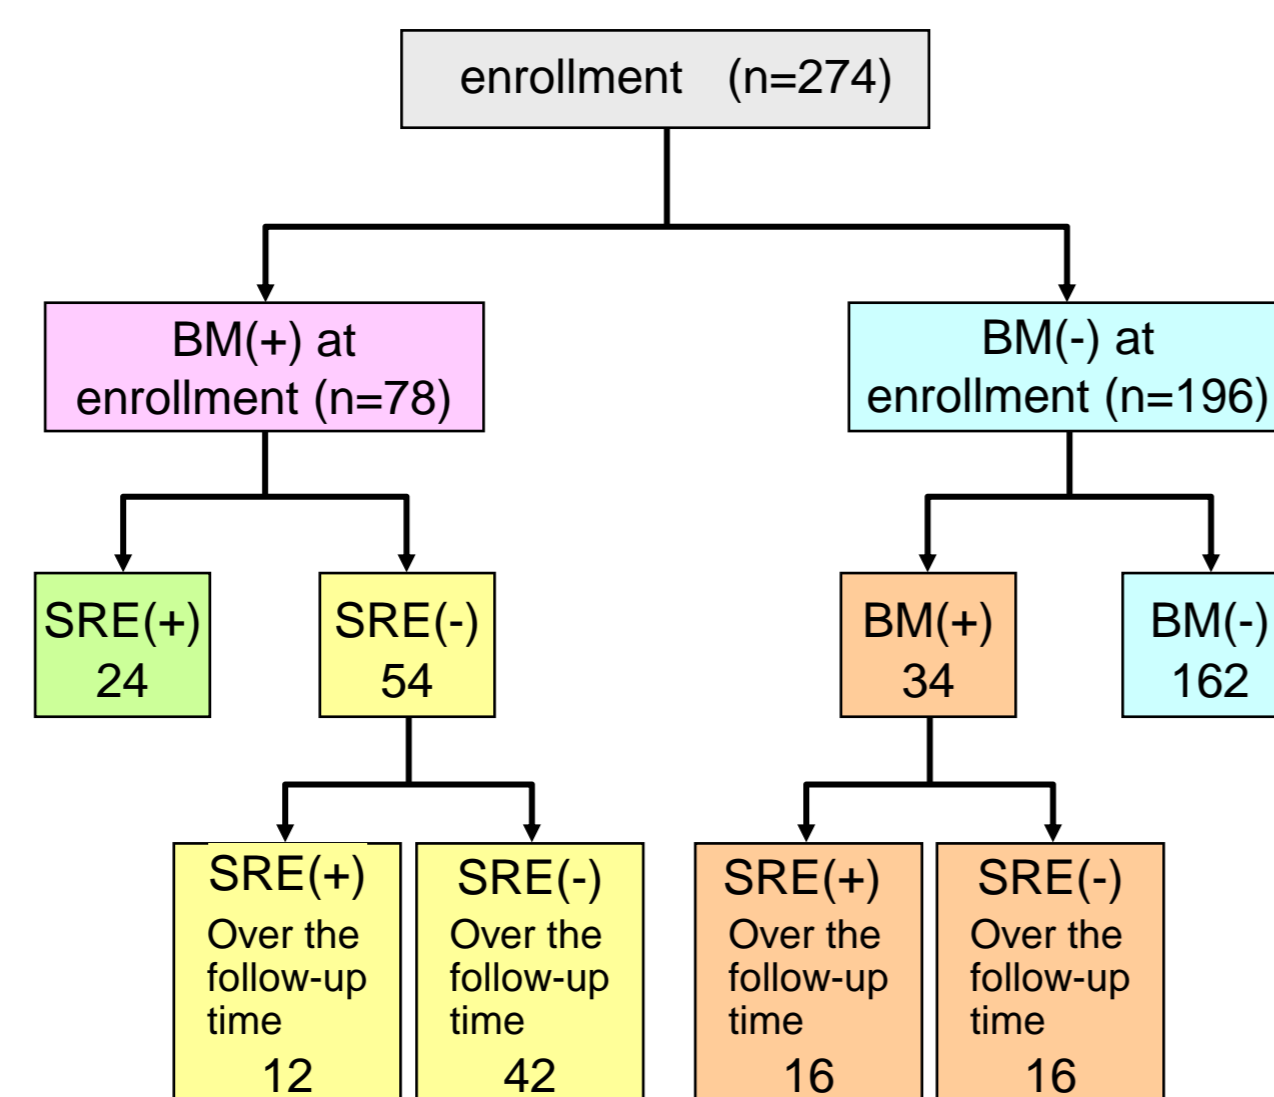 enrollment (n=274)
BM(+) at
enrollment (n=78)
BM(-) at
enrollment (n=196)
SRE(+)
24
SRE(-)
54
BM(+)
34
BM(-)
162
SRE(+)
Over the
follow-up
time
12
SRE(-)
Over the
follow-up
time
42
SRE(+)
Over the
follow-up
time
16
SRE(-)
Over the
follow-up
time
16